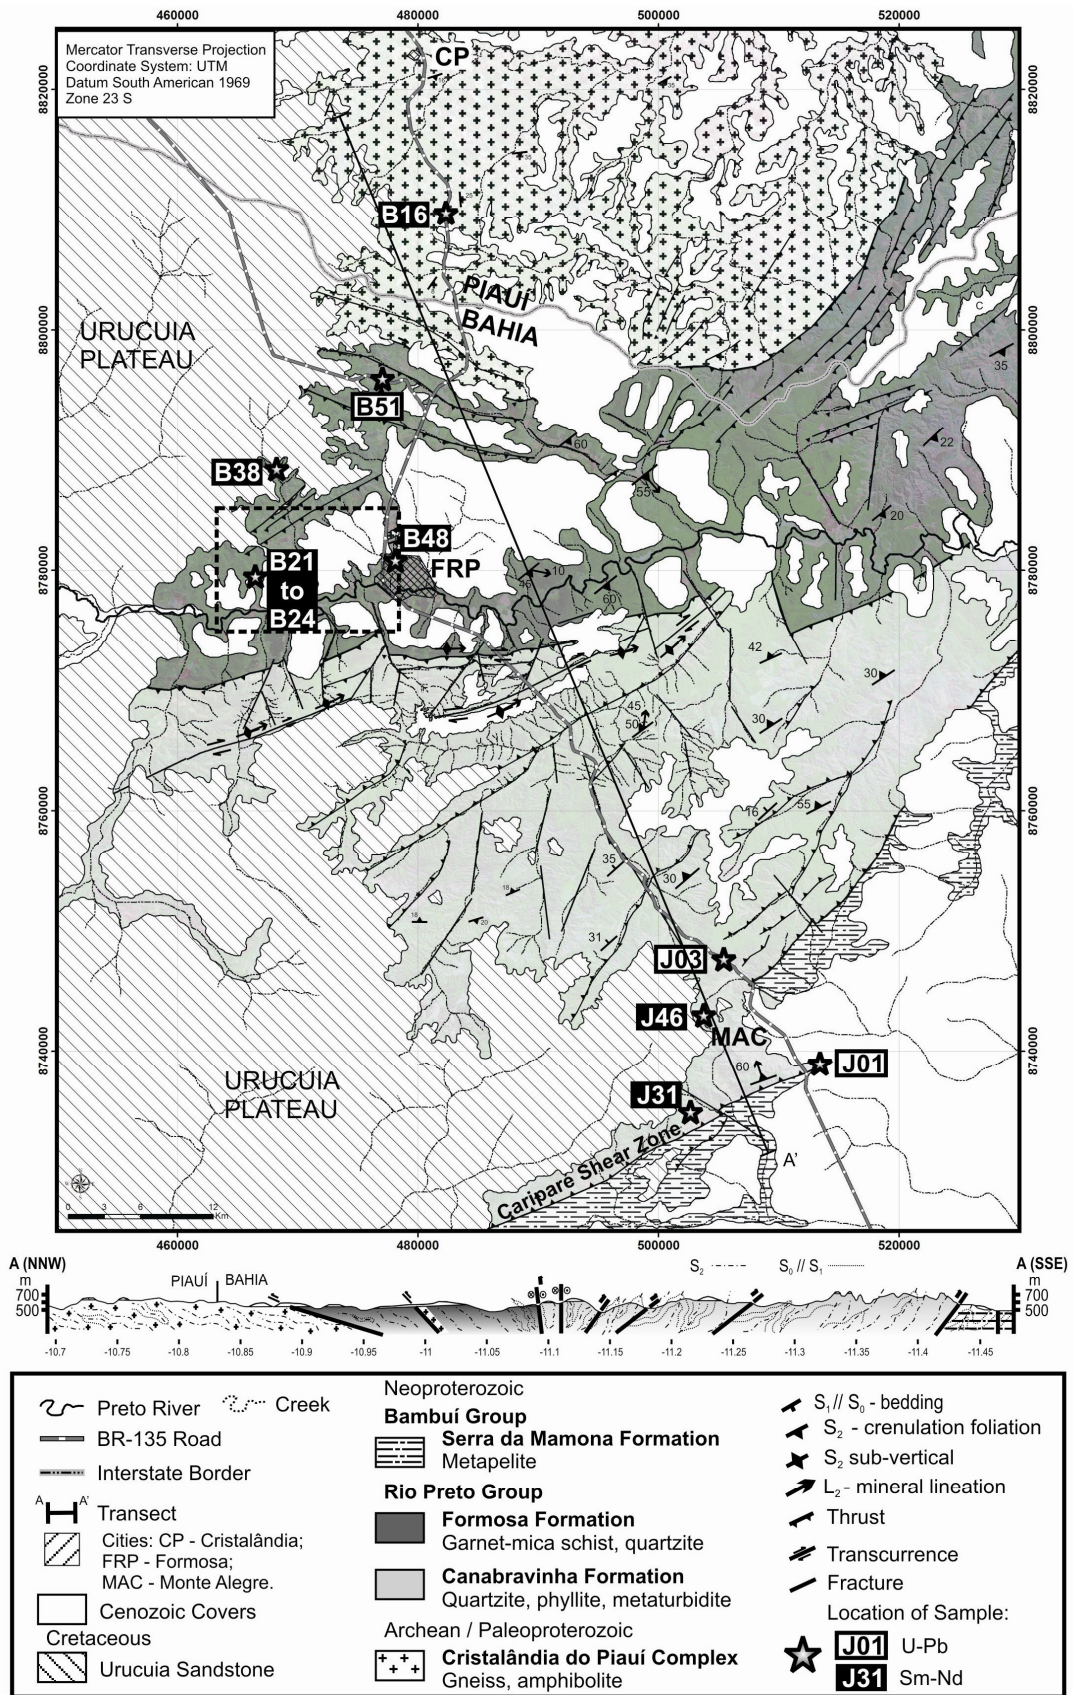 460000 480000 500000 520000
Mercator Transverse Projection
Coordinate System: UTM
Datum South American 1969
Zone 23 S
8820000
8820000
CP
B16
PIAUÍ
BAHIA
URUCUIA
PLATEAU
8800000
8800000
35
B51
60
22
B38
55
20
B48
FRP
8780000
8780000
B21
to
B24
46
10
60
42
30
45
50
30
8760000
8760000
16
55
35
30
18
18
20
31
J03
J46
MAC
8740000
8740000
J01
60
URUCUIA
PLATEAU
J31
A'
Caripare Shear Zone
0 3 6 12
Km
460000 480000 500000 520000
A (NNW)
A (SSE)
PIAUÍ BAHIA
S2
S0 // S1
m
700
500
m
700
500
-10.7 -10.75 -10.8 -10.85 -10.9 -10.95 -11 -11.05 -11.1 -11.15 -11.2 -11.25 -11.3 -11.35 -11.4 -11.45
Preto River
Creek
BR-135 Road
Interstate Border
A A'
Transect
Cities: CP - Cristalândia;
FRP - Formosa;
MAC - Monte Alegre.
Cenozoic Covers
Cretaceous
Urucuia Sandstone
Neoproterozoic
Bambuí Group
Serra da Mamona Formation
Metapelite
Rio Preto Group
Formosa Formation
Garnet-mica schist, quartzite
Canabravinha Formation
Quartzite, phyllite, metaturbidite
Archean / Paleoproterozoic
Cristalândia do Piauí Complex
Gneiss, amphibolite
S1// S0 - bedding
S2 - crenulation foliation
S2 sub-vertical
L2 - mineral lineation
Thrust
Transcurrence
Fracture
Location of Sample:
J01 U-Pb
J31 Sm-Nd